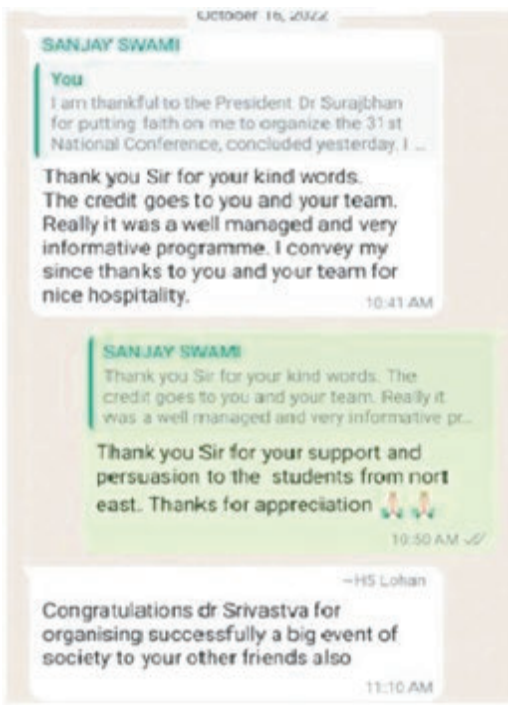 October 16, 2022
SANJAY SWAMI
You
I am thankful to the President Dr Surajbhan
for putting faith on me to organize the 31 st
National Conference, concluded yesterday. I ...
Thank you Sir for your kind words.
The credit goes to you and your team.
Really it was a well managed and very
informative programme. I convey my
since thanks to you and your team for
nice hospitality.
10:41 AM
SANJAY SWAMI
Thank you Sir for your kind words. The
credit goes to you and your team. Really it
was a well managed and very informative pr...
Thank you Sir for your support and
persuasion to the students from nort
east.. Thanks for appreciation 🙏🙏
10:50 AM
~HS Lohan
Congratulations dr Srivastva for
organising successfully a big event of
society to your other friends also
11:10 AM